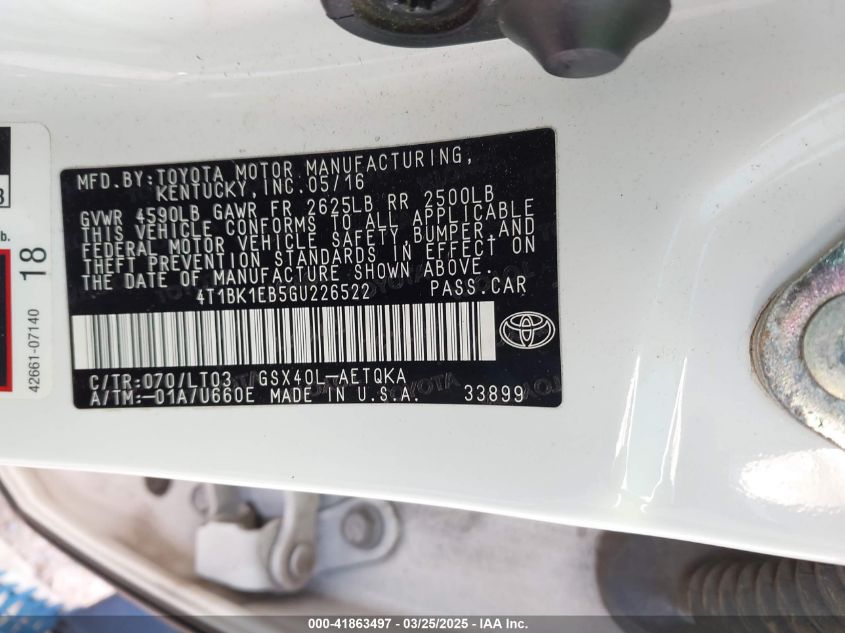 MFD.BY:TOYOTA MOTOR MANUFACTURING,
KENTUCKY,INC.05/16
GVWR 4590LB GAWR FR 2625LB RR 2500LB
THIS VEHICLE CONFORMS TO ALL APPLICABLE
FEDERAL MOTOR VEHICLE SAFETY,BUMPER,AND
THEFT PREVENTION STANDARDS IN EFFECT ON
THE DATE OF MANUFACTURE SHOWN ABOVE.
4T1BK1EB5GU226522 PASS.CAR
C/TR:070/LT03 GSX40L-AETQKA
A/TM:-01A/U660E MADE IN U.S.A. 33899
b.
18
42661-07140
000-41863497 - 03/25/2025 - IAA Inc.